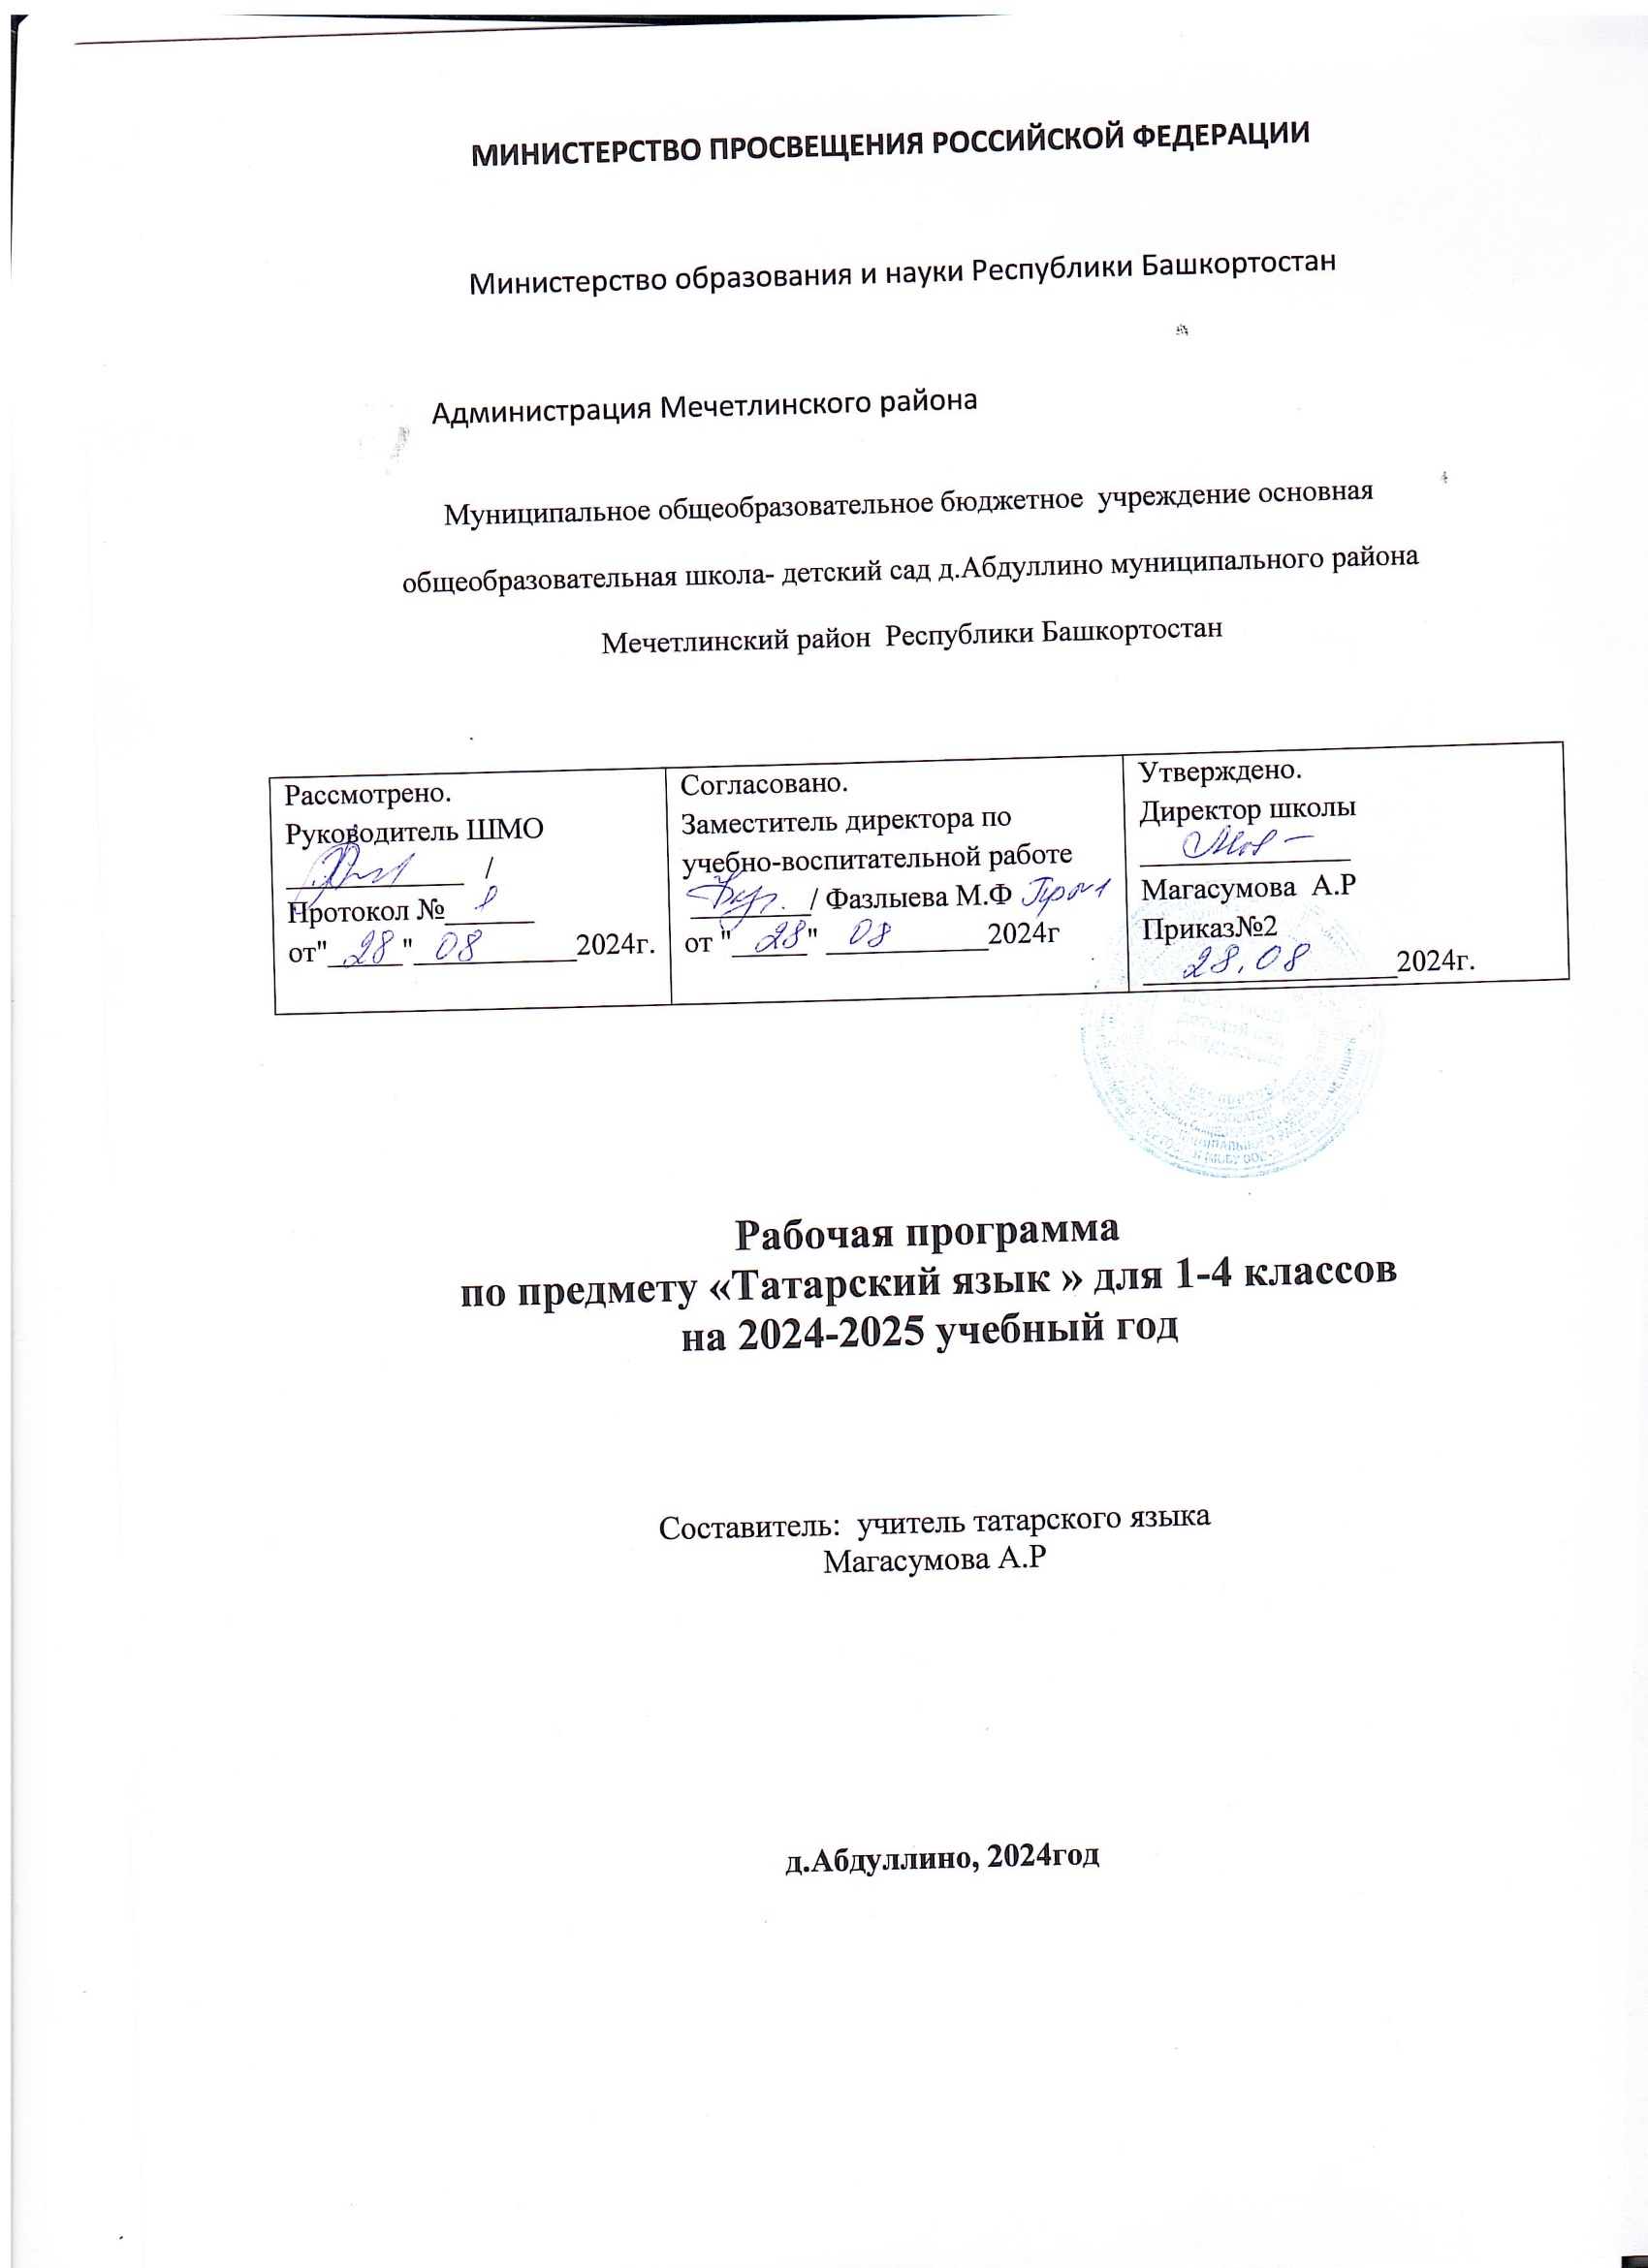 МИНИСТЕРСТВО ПРОСВЕЩЕНИЯ РОССИЙСКОЙ ФЕДЕРАЦИИ
Министерство образования и науки Республики Башкортостан
Администрация Мечетлинского района
Муниципальное общеобразовательное бюджетное учреждение основная
общеобразовательная школа- детский сад д.Абдуллино муниципального района
Мечетлинский район Республики Башкортостан
Рассмотрено.
Руководитель ШМО
/
Протокол №
от"28" 08 2024г.
Согласовано.
Заместитель директора по
учебно-воспитательной работе
/ Фазлыева М.Ф
от "28" 08 2024г
Утверждено.
Директор школы
Магасумова А.Р
Приказ№2
28.08 2024г.
Рабочая программа
по предмету «Татарский язык » для 1-4 классов
на 2024-2025 учебный год
Составитель: учитель татарского языка
Магасумова А.Р
д.Абдуллино, 2024год